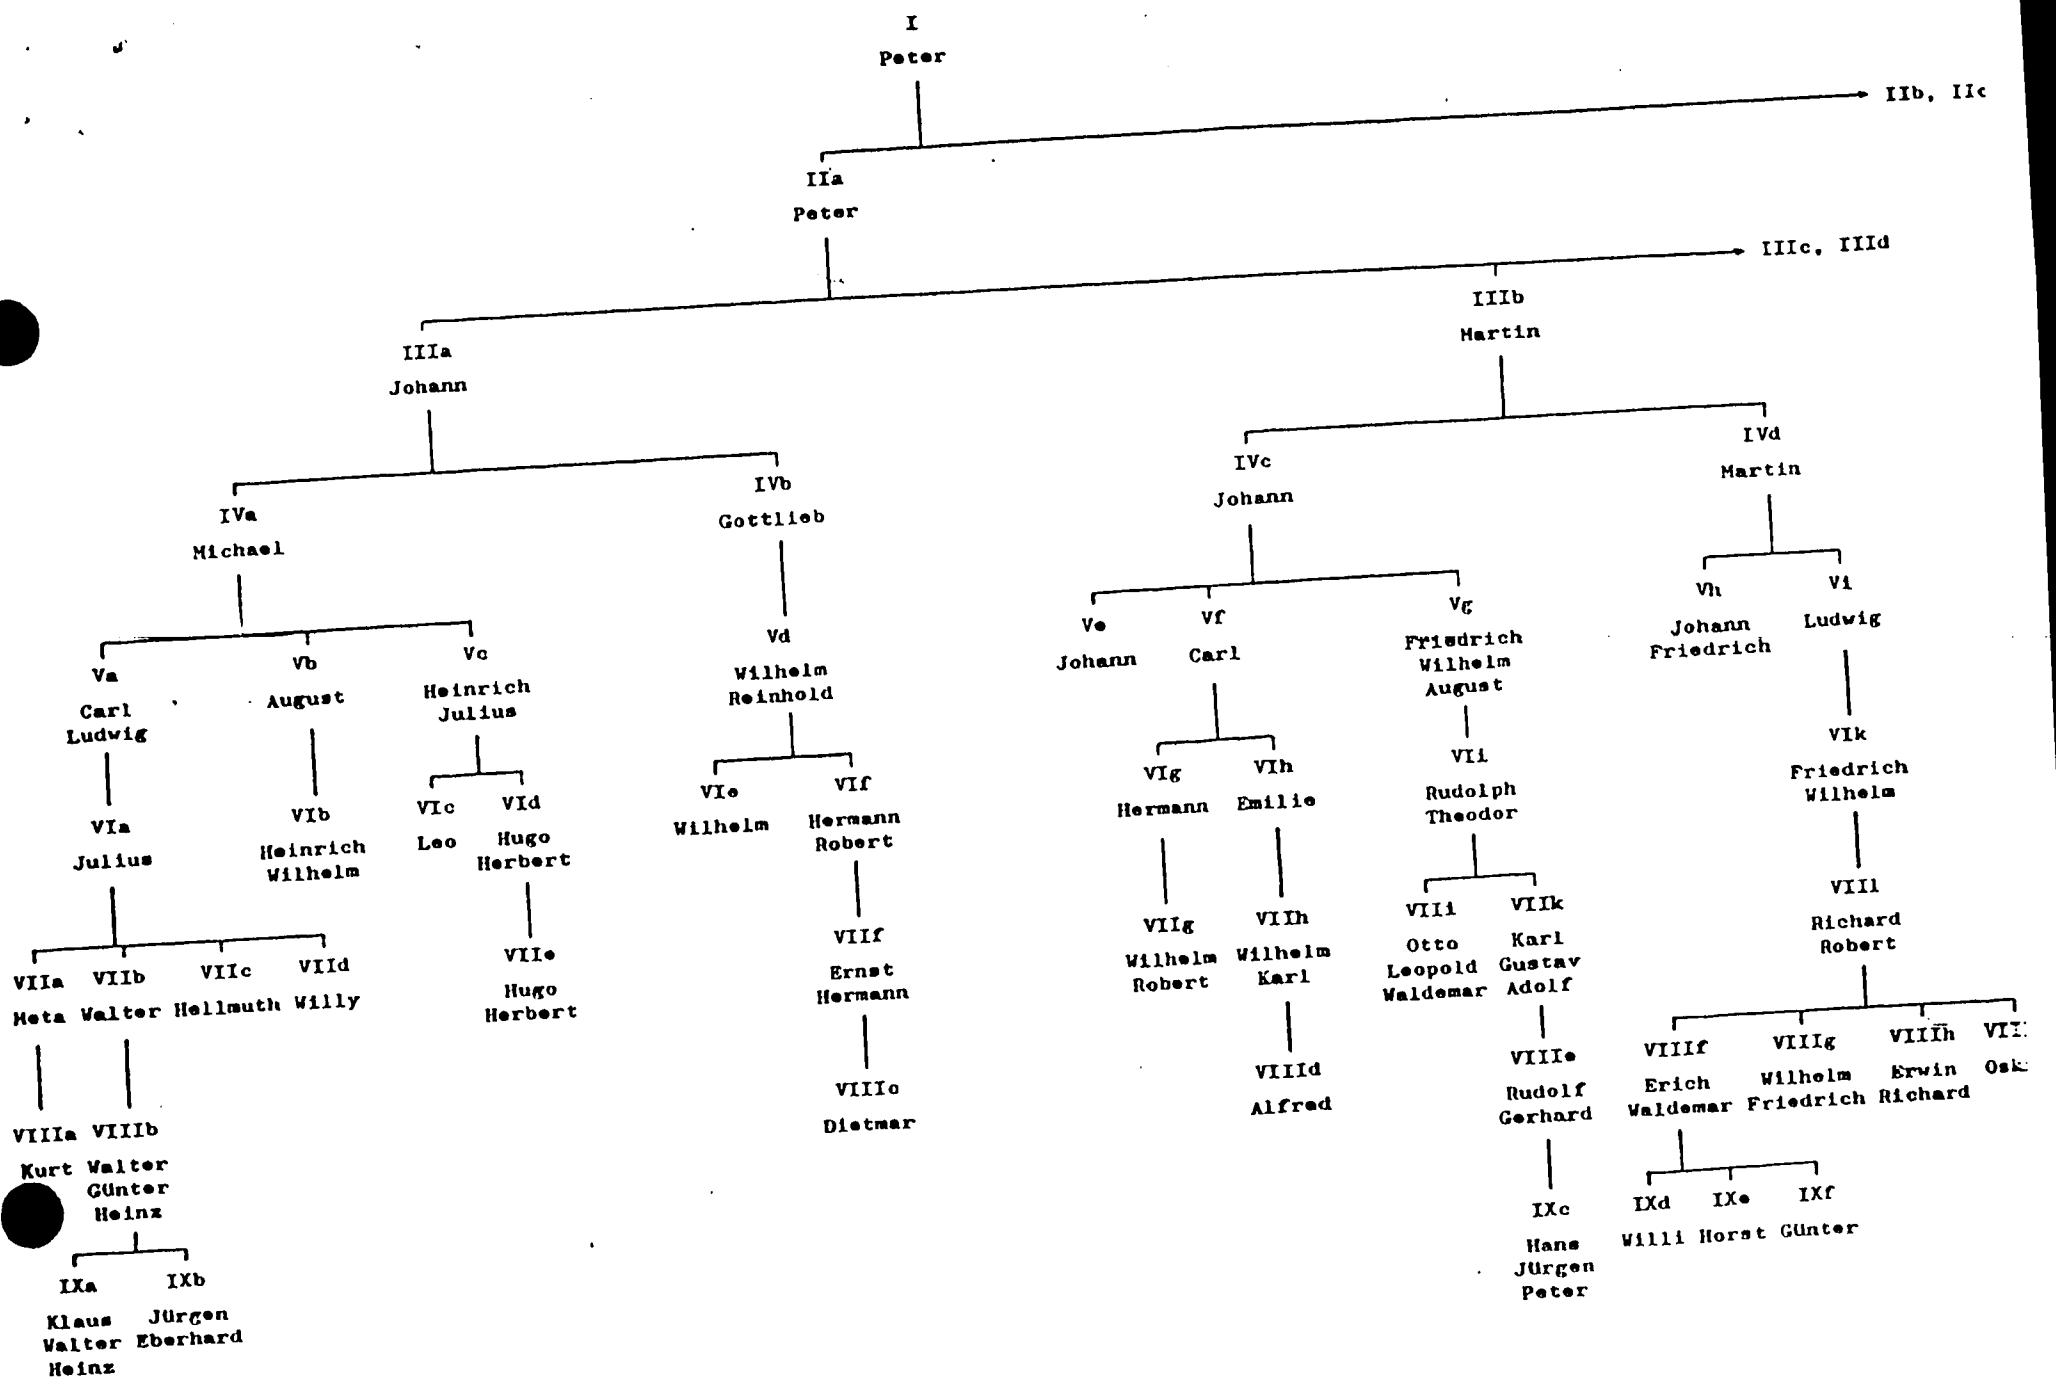 I
Peter
IIb, IIc
IIa
Peter
IIIc, IIId
IIIb
Martin
IIIa
Johann
IVd
Martin
IVc
Johann
IVb
Gottlieb
IVa
Michael
Va
Carl
Ludwig
Vb
August
Vc
Heinrich
Julius
Vd
Wilhelm
Reinhold
Ve
Johann
Vf
Carl
Vg
Friedrich
Wilhelm
August
Vh
Johann
Friedrich
Vi
Ludwig
VIa
Julius
VIb
Heinrich
Wilhelm
VIc
Leo
VId
Hugo
Herbert
VIe
Wilhelm
VIf
Hermann
Robert
VIg
Hermann
VIh
Emilie
VIi
Rudolph
Theodor
VIk
Friedrich
Wilhelm
VIIa
Meta
VIIb
Walter
VIIc
Hellmuth
VIId
Willy
VIIe
Hugo
Herbert
VIIf
Ernst
Hermann
VIIg
Wilhelm
Robert
VIIh
Wilhelm
Karl
VIIi
Otto
Leopold
Waldemar
VIIk
Karl
Gustav
Adolf
VIIl
Richard
Robert
VIIIa
Kurt
VIIIb
Walter
Günter
Heinz
VIIIc
Dietmar
VIIId
Alfred
VIIIe
Rudolf
Gerhard
VIIIf
Erich
Waldemar
VIIIg
Wilhelm
Friedrich
VIIIh
Erwin
Richard
IXa
Klaus
Walter
Heinz
IXb
Jürgen
Eberhard
IXc
Hans
Jürgen
Peter
IXd
Willi
IXe
Horst
IXf
Günter